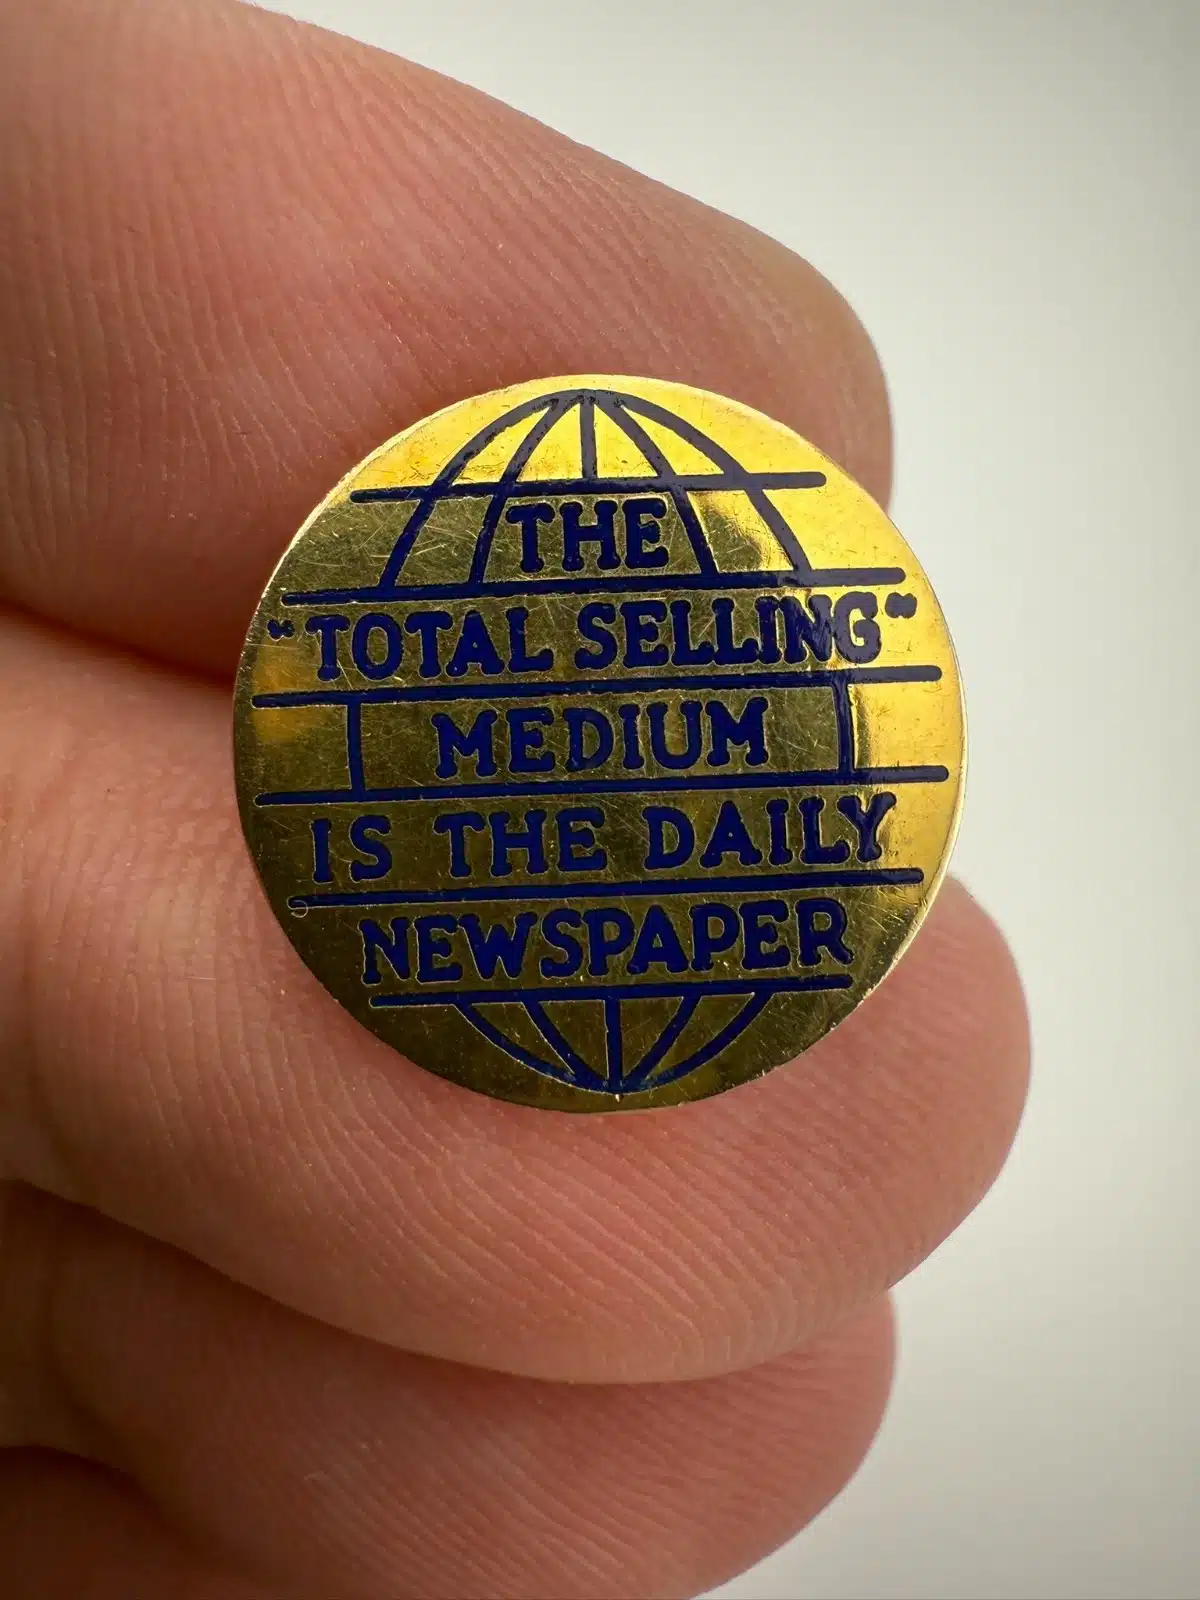 THE
"TOTAL SELLING"
MEDIUM
IS THE DAILY
NEWSPAPER